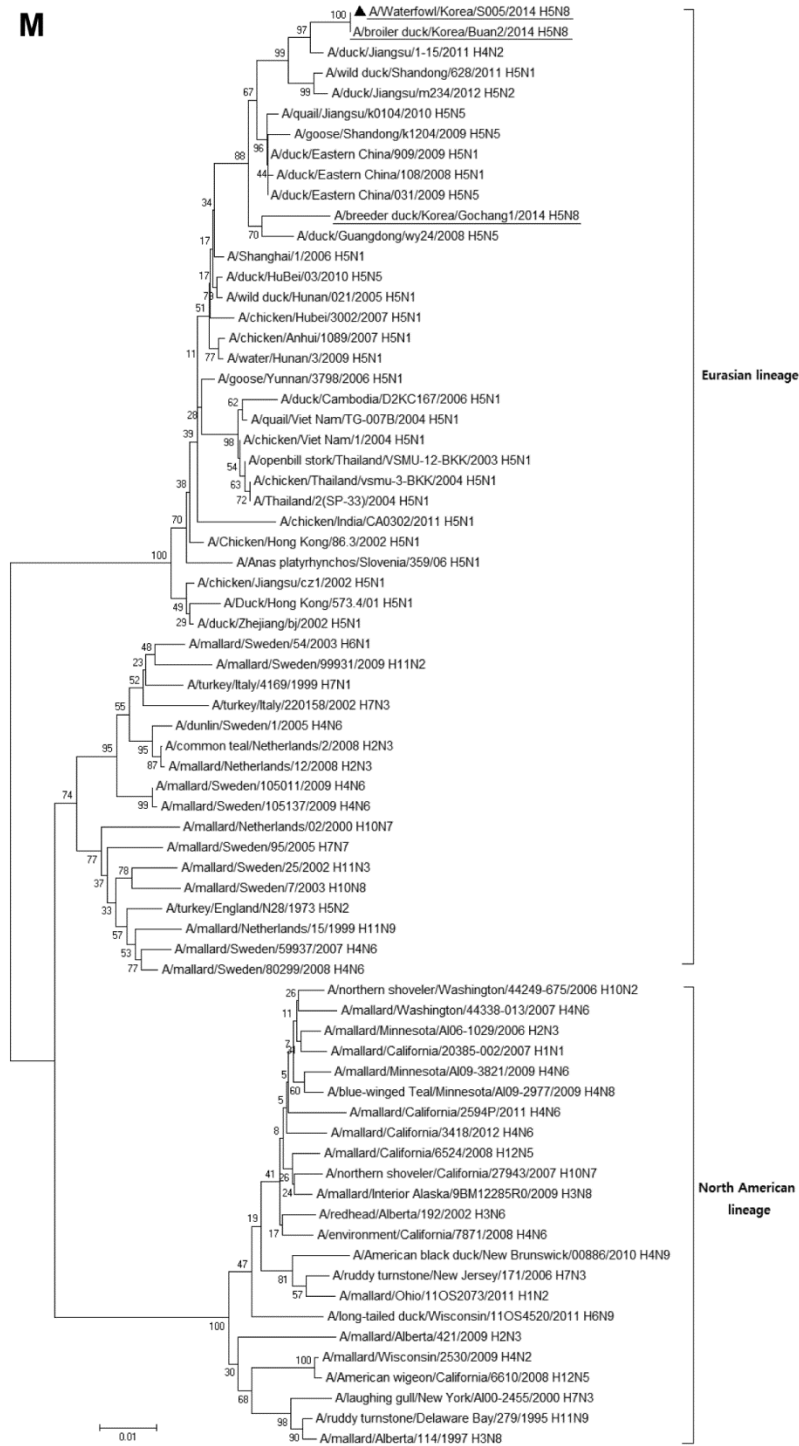 M
▲ A/Waterfowl/Korea/S005/2014 H5N8
A/broiler duck/Korea/Buan2/2014 H5N8
A/duck/Jiangsu/1-15/2011 H4N2
A/wild duck/Shandong/628/2011 H5N1
A/duck/Jiangsu/m234/2012 H5N2
A/quail/Jiangsu/k0104/2010 H5N5
A/goose/Shandong/k1204/2009 H5N5
A/duck/Eastern China/909/2009 H5N1
A/duck/Eastern China/108/2008 H5N1
A/duck/Eastern China/031/2009 H5N5
A/breeder duck/Korea/Gochang1/2014 H5N8
A/duck/Guangdong/wy24/2008 H5N5
A/Shanghai/1/2006 H5N1
A/duck/HuBei/03/2010 H5N5
A/wild duck/Hunan/021/2005 H5N1
A/chicken/Hubei/3002/2007 H5N1
A/chicken/Anhui/1089/2007 H5N1
A/water/Hunan/3/2009 H5N1
A/goose/Yunnan/3798/2006 H5N1
A/duck/Cambodia/D2KC167/2006 H5N1
A/quail/Viet Nam/TG-007B/2004 H5N1
A/chicken/Viet Nam/1/2004 H5N1
A/openbill stork/Thailand/VSMU-12-BKK/2003 H5N1
A/chicken/Thailand/vsmu-3-BKK/2004 H5N1
A/Thailand/2(SP-33)/2004 H5N1
A/chicken/India/CA0302/2011 H5N1
A/Chicken/Hong Kong/86.3/2002 H5N1
A/Anas platyrhynchos/Slovenia/359/06 H5N1
A/chicken/Jiangsu/cz1/2002 H5N1
A/Duck/Hong Kong/573.4/01 H5N1
A/duck/Zhejiang/bj/2002 H5N1
A/mallard/Sweden/54/2003 H6N1
A/mallard/Sweden/99931/2009 H11N2
A/turkey/Italy/4169/1999 H7N1
A/turkey/Italy/220158/2002 H7N3
A/dunlin/Sweden/1/2005 H4N6
A/common teal/Netherlands/2/2008 H2N3
A/mallard/Netherlands/12/2008 H2N3
A/mallard/Sweden/105011/2009 H4N6
A/mallard/Sweden/105137/2009 H4N6
A/mallard/Netherlands/02/2000 H10N7
A/mallard/Sweden/95/2005 H7N7
A/mallard/Sweden/25/2002 H11N3
A/mallard/Sweden/7/2003 H10N8
A/turkey/England/N28/1973 H5N2
A/mallard/Netherlands/15/1999 H11N9
A/mallard/Sweden/59937/2007 H4N6
A/mallard/Sweden/80299/2008 H4N6
A/northern shoveler/Washington/44249-675/2006 H10N2
A/mallard/Washington/44338-013/2007 H4N6
A/mallard/Minnesota/AI06-1029/2006 H2N3
A/mallard/California/20385-002/2007 H1N1
A/mallard/Minnesota/AI09-3821/2009 H4N6
A/blue-winged Teal/Minnesota/AI09-2977/2009 H4N8
A/mallard/California/2594P/2011 H4N6
A/mallard/California/3418/2012 H4N6
A/mallard/California/6524/2008 H12N5
A/northern shoveler/California/27943/2007 H10N7
A/mallard/Interior Alaska/9BM12285R0/2009 H3N8
A/redhead/Alberta/192/2002 H3N6
A/environment/California/7871/2008 H4N6
A/American black duck/New Brunswick/00886/2010 H4N9
A/ruddy turnstone/New Jersey/171/2006 H7N3
A/mallard/Ohio/11OS2073/2011 H1N2
A/long-tailed duck/Wisconsin/11OS4520/2011 H6N9
A/mallard/Alberta/421/2009 H2N3
A/mallard/Wisconsin/2530/2009 H4N2
A/American wigeon/California/6610/2008 H12N5
A/laughing gull/New York/AI00-2455/2000 H7N3
A/ruddy turnstone/Delaware Bay/279/1995 H11N9
A/mallard/Alberta/114/1997 H3N8
Eurasian lineage
North American
lineage
100
97
99
99
67
96
44
88
70
34
17
17
51
77
11
62
28
98
54
63
72
39
38
70
100
49
29
48
23
52
55
95
95
87
99
74
77
78
37
33
57
53
77
26
11
7
5
60
5
8
26
24
41
17
19
81
57
47
100
100
30
68
98
90
0.01